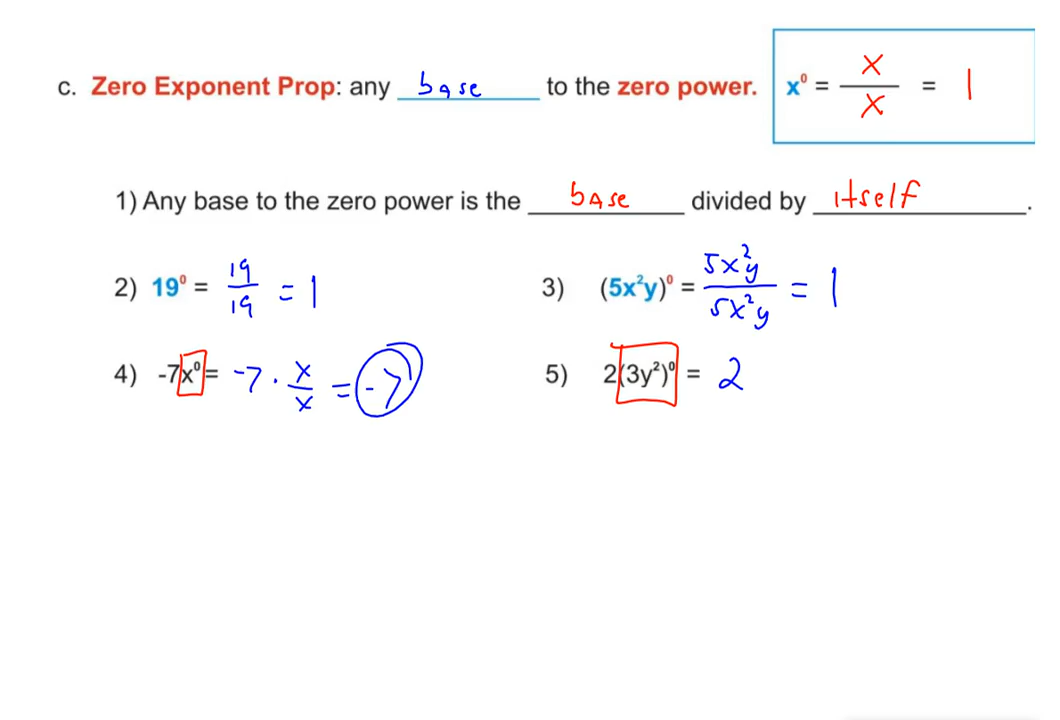 c. Zero Exponent Prop: any base to the zero power. x⁰ = x/x = 1
1) Any base to the zero power is the base divided by itself.
2) 19⁰ = 19/19 = 1
3) (5x²y)⁰ = 5x²y/5x²y = 1
4) -7x⁰ = -7 · x/x = -7
5) 2(3y²)⁰ = 2